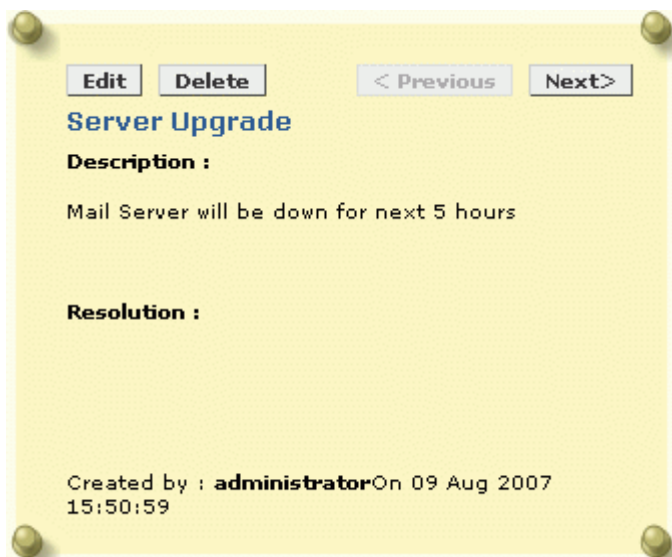 Edit Delete < Previous Next>
Server Upgrade
Description :
Mail Server will be down for next 5 hours
Resolution :
Created by : administratorOn 09 Aug 2007
15:50:59